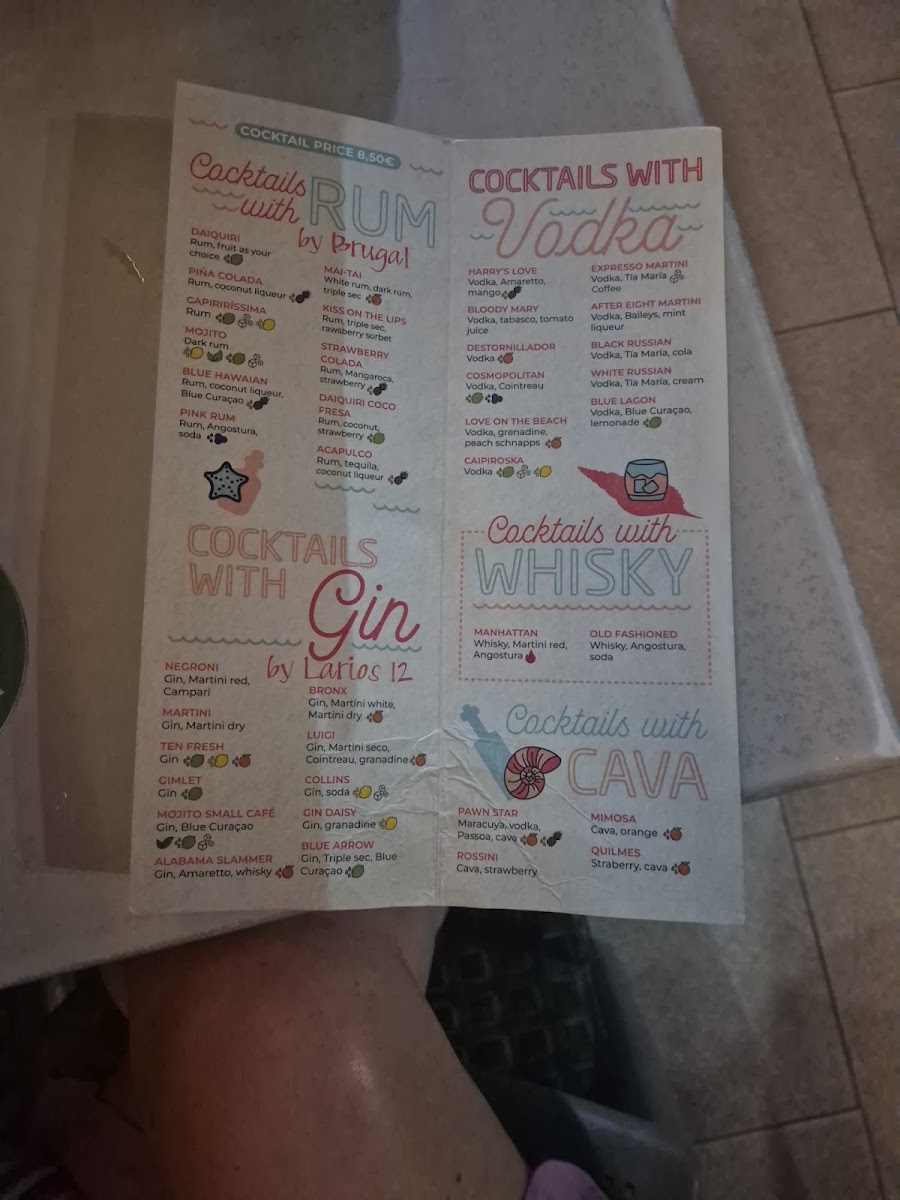 COCKTAIL PRICE 8,50€
Cocktails
with RUM
by Brugal
DAIQUIRI
Rum, fruit as your
choice
PIÑA COLADA
Rum, coconut liqueur
CAPIRIRÍSSIMA
Rum
MOJITO
Dark rum
BLUE HAWAIAN
Rum, coconut liqueur,
Blue Curaçao
PINK RUM
Rum, Angostura,
soda
MAI-TAI
White rum, dark rum,
triple sec
KISS ON THE LIPS
Rum, triple sec,
rawsberry sorbet
STRAWBERRY
COLADA
Rum, Mangaroca,
strawberry
DAIQUIRI COCO
FRESA
Rum, coconut,
strawberry
ACAPULCO
Rum, tequila,
coconut liqueur
COCKTAILS
WITH
Gin
by Larios 12
NEGRONI
Gin, Martini red,
Campari
MARTINI
Gin, Martini dry
TEN FRESH
Gin
GIMLET
Gin
MOJITO SMALL CAFÉ
Gin, Blue Curaçao
ALABAMA SLAMMER
Gin, Amaretto, whisky
BRONX
Gin, Martini white,
Martini dry
LUIGI
Gin, Martini seco,
Cointreau, granadine
COLLINS
Gin, soda
GIN DAISY
Gin, granadine
BLUE ARROW
Gin, Triple sec, Blue
Curaçao
COCKTAILS WITH
Vodka
HARRY'S LOVE
Vodka, Amaretto,
mango
BLOODY MARY
Vodka, tabasco, tomato
juice
DESTORNILLADOR
Vodka
COSMOPOLITAN
Vodka, Cointreau
LOVE ON THE BEACH
Vodka, grenadine,
peach schnapps
CAIPIROSKA
Vodka
EXPRESSO MARTINI
Vodka, Tía María
Coffee
AFTER EIGHT MARTINI
Vodka, Baileys, mint
liqueur
BLACK RUSSIAN
Vodka, Tía María, cola
WHITE RUSSIAN
Vodka, Tía María, cream
BLUE LAGON
Vodka, Blue Curaçao,
lemonade
Cocktails with
WHISKY
MANHATTAN
Whisky, Martini red,
Angostura
OLD FASHIONED
Whisky, Angostura,
soda
Cocktails with
CAVA
PAWN STAR
Maracuya, vodka,
Passoa, cava
ROSSINI
Cava, strawberry
MIMOSA
Cava, orange
QUILMES
Straberry, cava